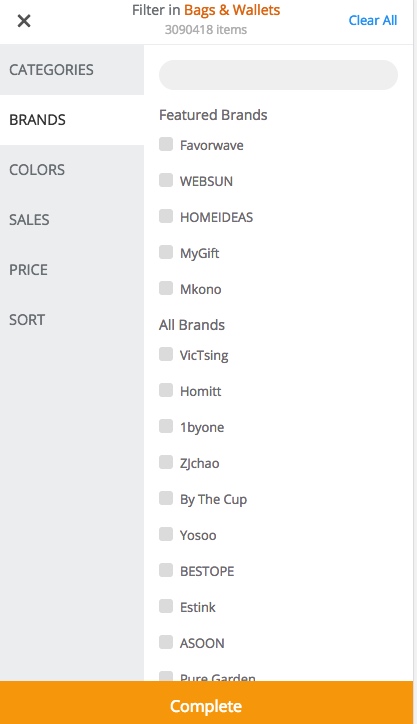 Filter in Bags & Wallets
3090418 items
Clear All
CATEGORIES
BRANDS
COLORS
SALES
PRICE
SORT
Featured Brands
Favorwave
WEBSUN
HOMEIDEAS
MyGift
Mkono
All Brands
VicTsing
Homitt
1byone
ZJchao
By The Cup
Yosoo
BESTOPE
Estink
ASOON
Pure Garden
Complete